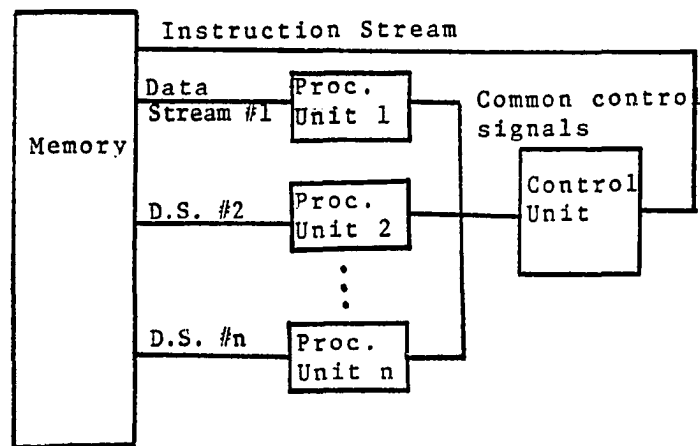 Instruction Stream
Data
Stream #1
Proc.
Unit 1
Common control
signals
Memory
Control
Unit
D.S. #2
Proc.
Unit 2
D.S. #n
Proc.
Unit n